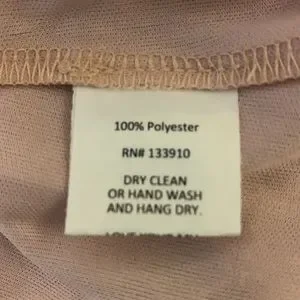 100% Polyester
RN# 133910
DRY CLEAN
OR HAND WASH
AND HANG DRY.